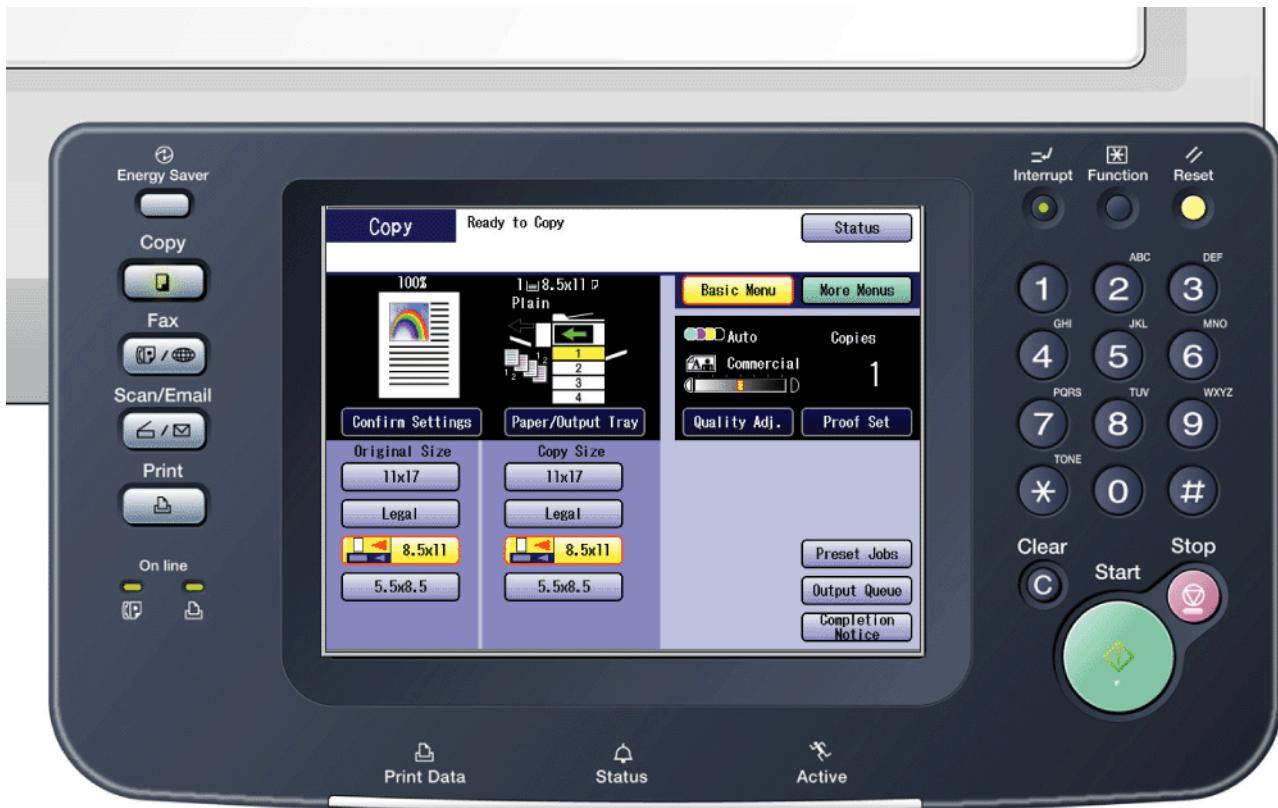 Energy Saver
Copy
Fax
Scan/Email
Print
On line
Copy
Ready to Copy
Status
100%
1 8.5x11
Plain
1 2
1 2
1
2
3
4
Confirm Settings
Paper/Output Tray
Basic Menu
More Menus
Auto
Copies
Commercial
1
Quality Adj.
Proof Set
Original Size
11x17
Legal
8.5x11
5.5x8.5
Copy Size
11x17
Legal
8.5x11
5.5x8.5
Preset Jobs
Output Queue
Completion
Notice
Interrupt
Function
Reset
1
ABC
2
DEF
3
GHI
4
JKL
5
MNO
6
PQRS
7
TUV
8
WXYZ
9
TONE
*
0
#
Clear
C
Start
Stop
Print Data
Status
Active